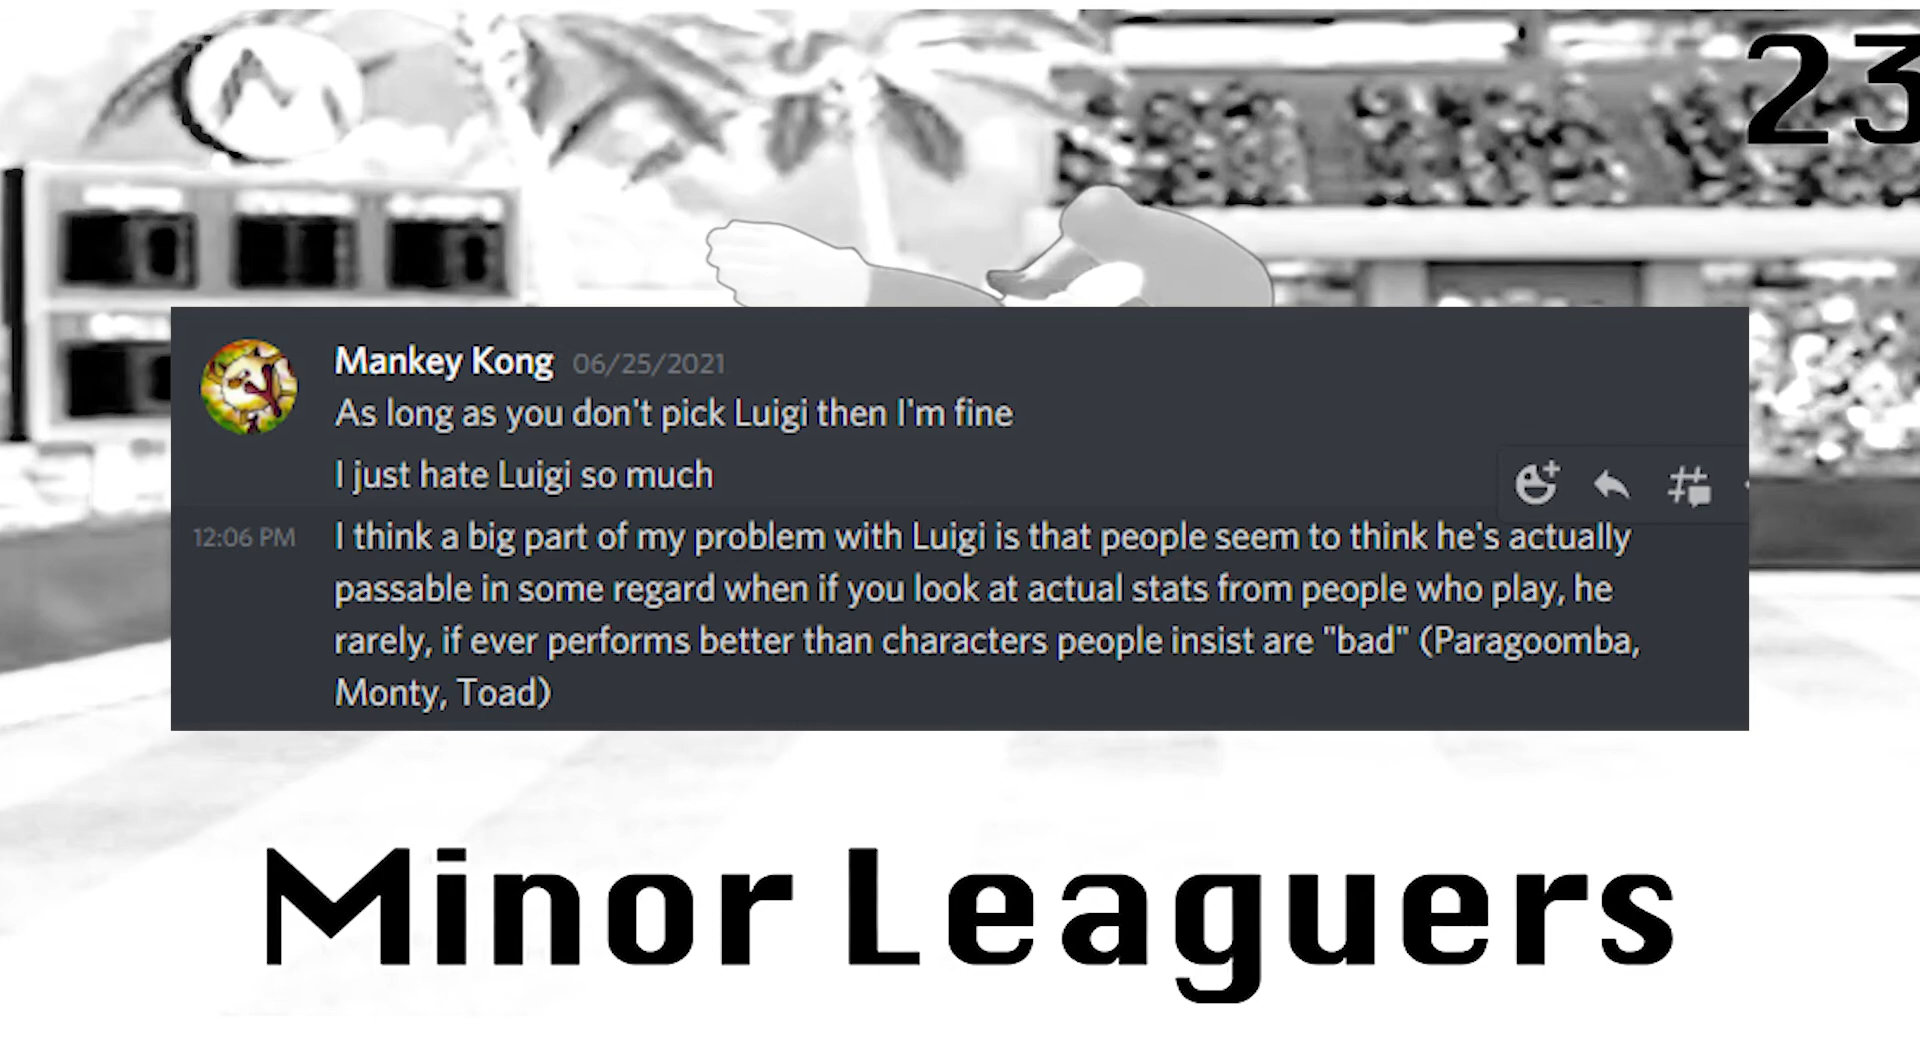 23
Mankey Kong 06/25/2021
As long as you don't pick Luigi then I'm fine
I just hate Luigi so much
12:06 PM I think a big part of my problem with Luigi is that people seem to think he's actually
passable in some regard when if you look at actual stats from people who play, he
rarely, if ever performs better than characters people insist are "bad" (Paragoomba,
Monty, Toad)
Minor Leaguers